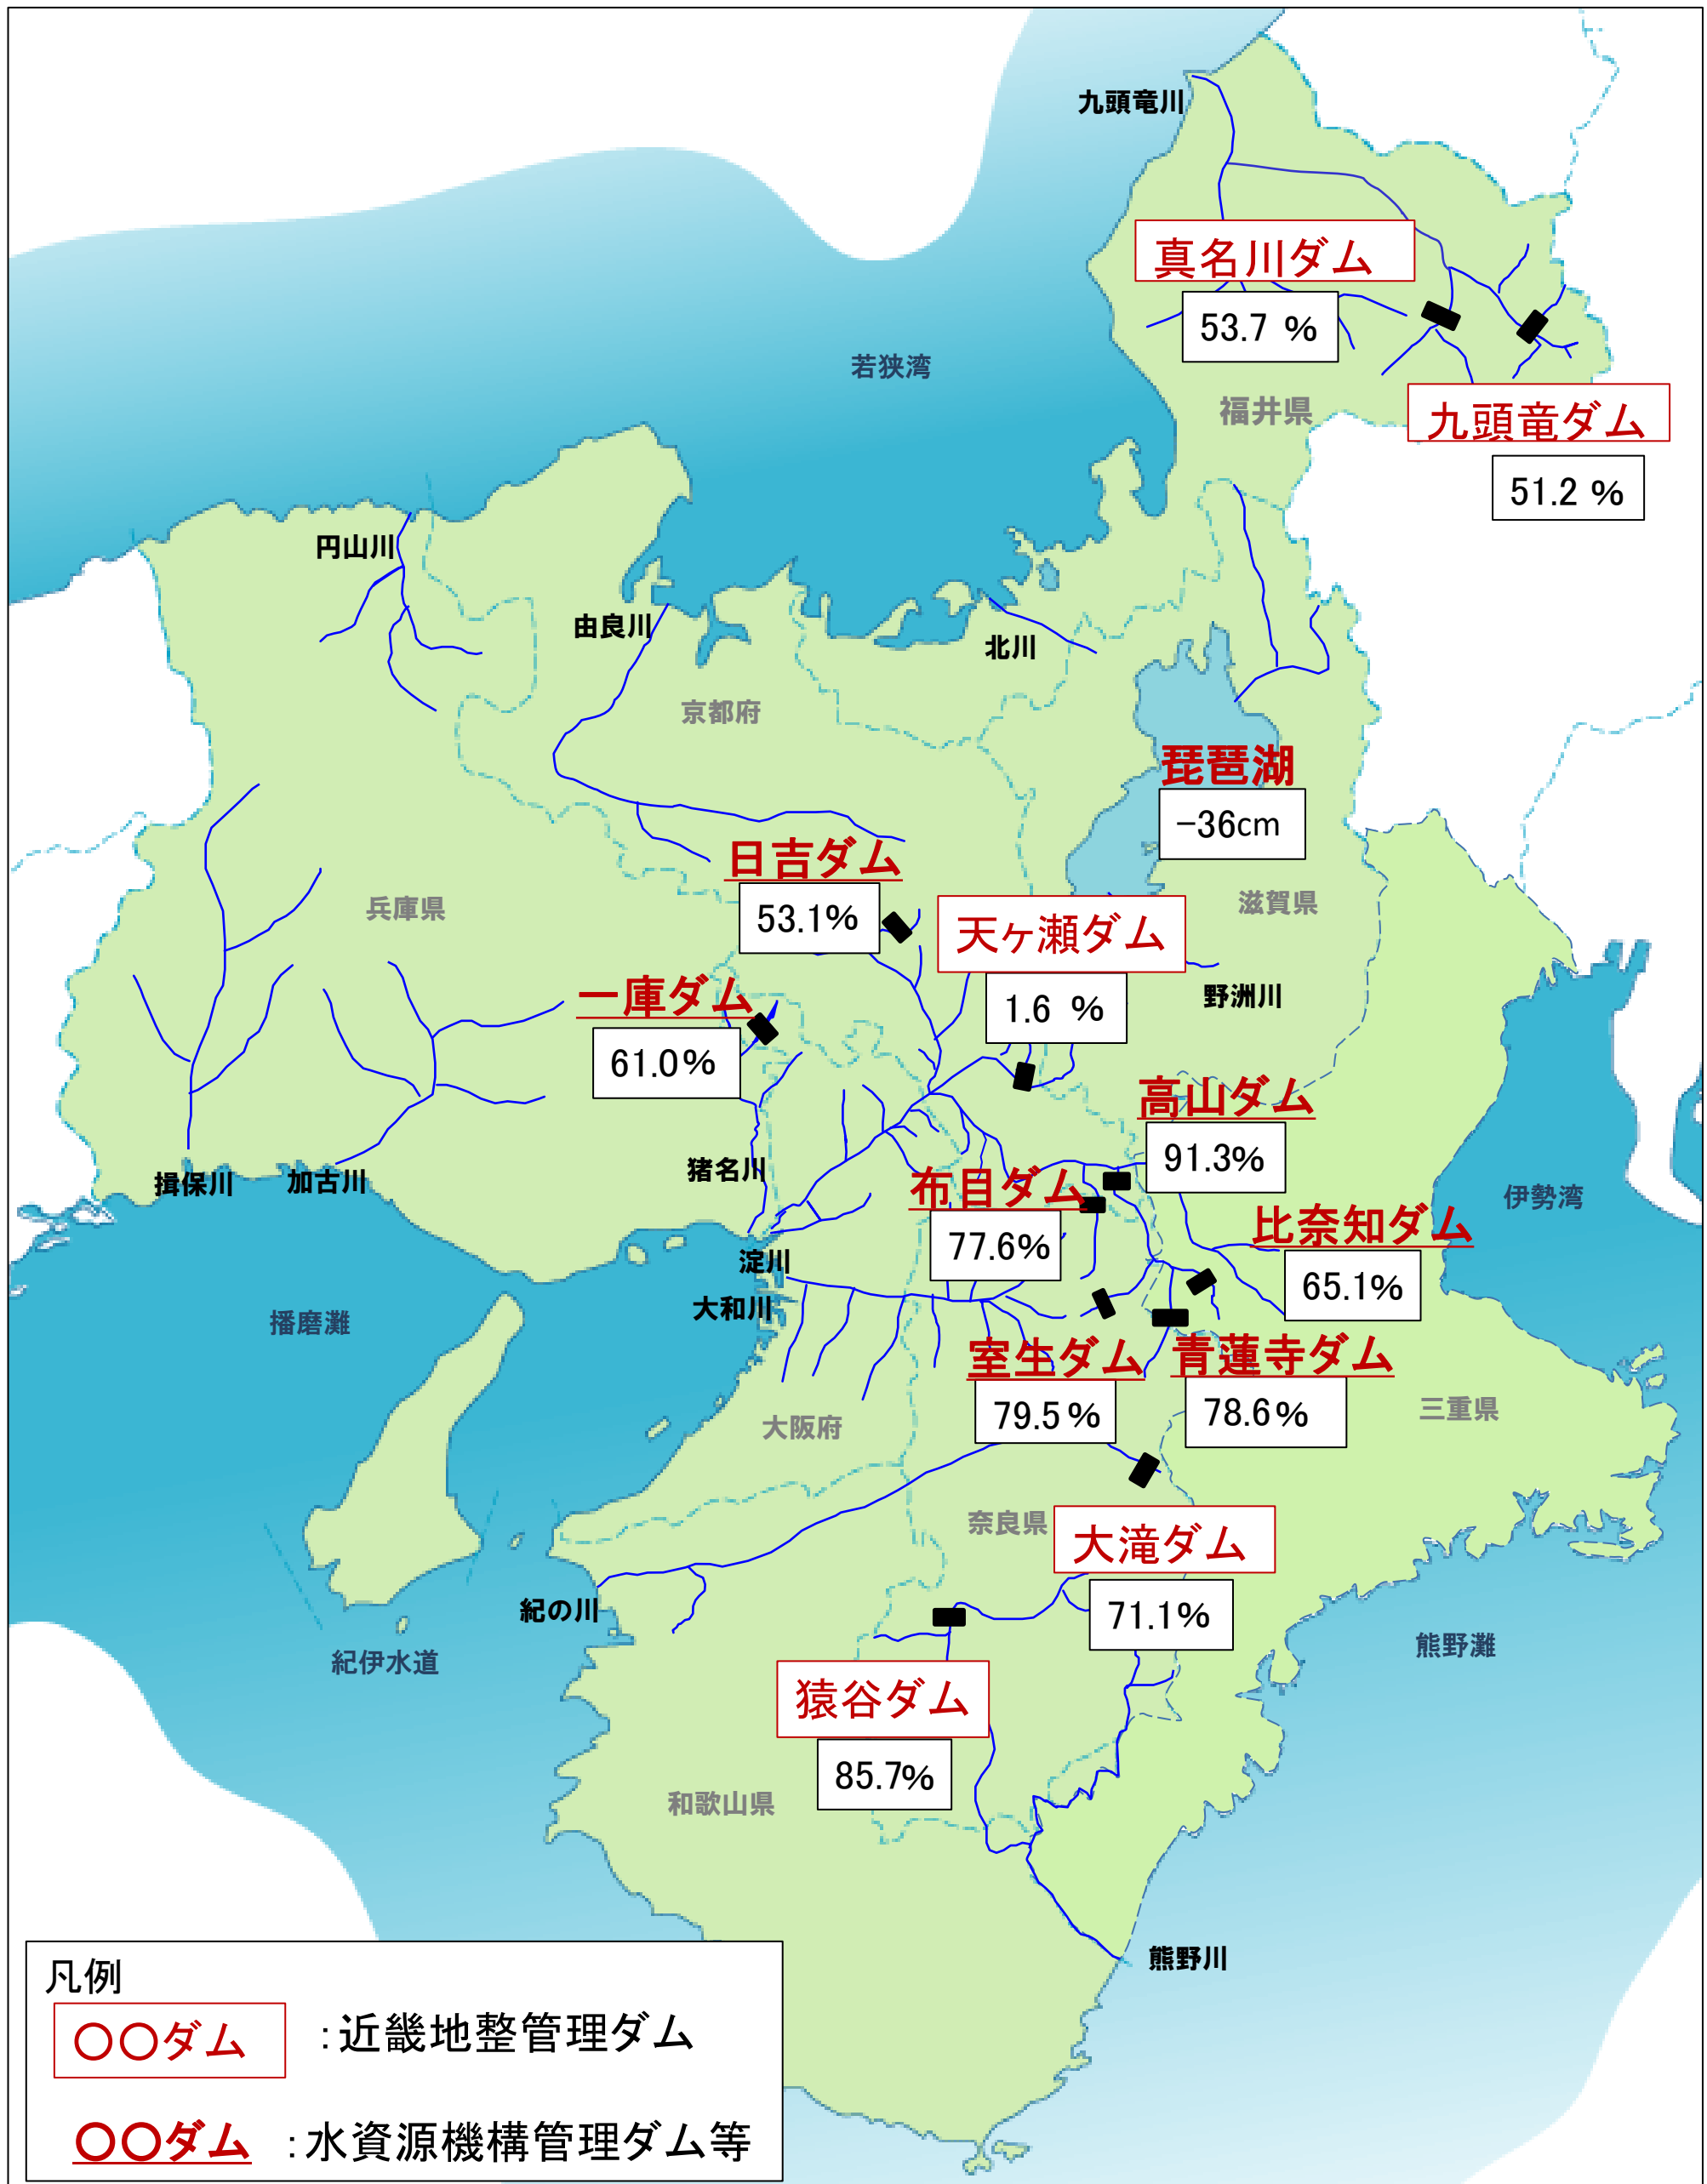 九頭竜川
真名川ダム
53.7 %
若狭湾
福井県
九頭竜ダム
51.2 %
円山川
由良川
北川
京都府
琵琶湖
-36cm
日吉ダム
53.1%
兵庫県
天ヶ瀬ダム
1.6 %
滋賀県
野洲川
一庫ダム
61.0%
高山ダム
91.3%
揖保川
加古川
猪名川
布目ダム
77.6%
伊勢湾
比奈知ダム
65.1%
淀川
大和川
播磨灘
室生ダム
79.5%
青蓮寺ダム
78.6%
三重県
大阪府
奈良県
大滝ダム
71.1%
紀の川
紀伊水道
熊野灘
猿谷ダム
85.7%
和歌山県
熊野川
凡例
〇〇ダム :近畿地整管理ダム
〇〇ダム :水資源機構管理ダム等